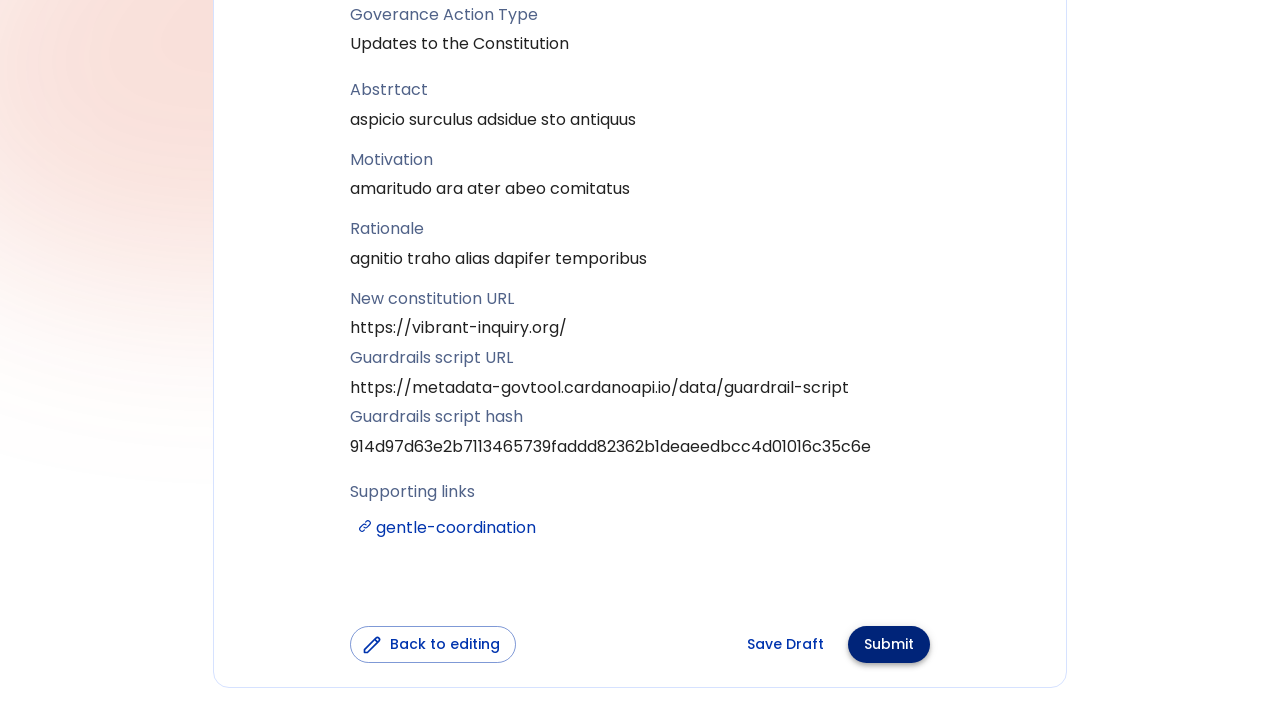 Goverance Action Type
Updates to the Constitution
Abstrtact
aspicio surculus adsidue sto antiquus
Motivation
amaritudo ara ater abeo comitatus
Rationale
agnitio traho alias dapifer temporibus
New constitution URL
https://vibrant-inquiry.org/
Guardrails script URL
https://metadata-govtool.cardanoapi.io/data/guardrail-script
Guardrails script hash
914d97d63e2b7113465739faddd82362b1deaeedbcc4d01016c35c6e
Supporting links
gentle-coordination
Back to editing
Save Draft
Submit